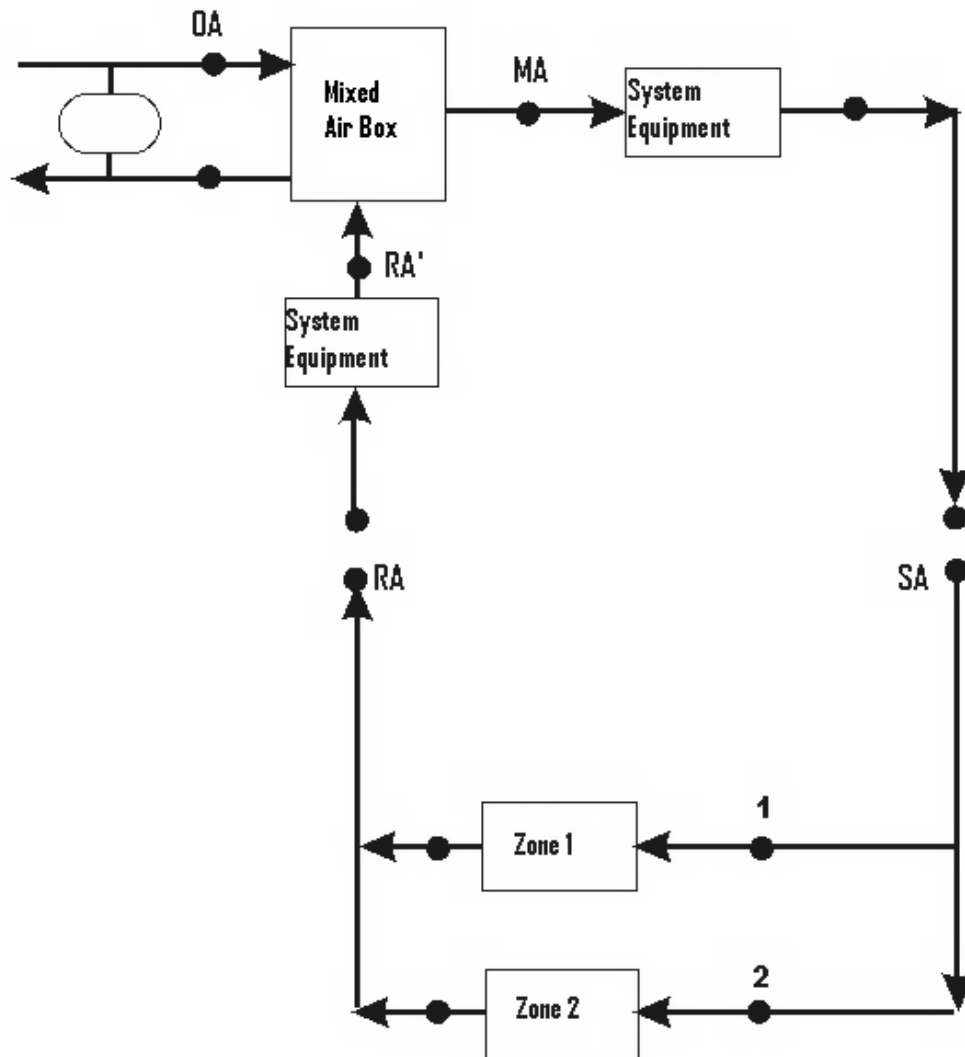 OA
Mixed
Air Box
MA
System
Equipment
RA'
System
Equipment
RA
SA
1
Zone 1
2
Zone 2